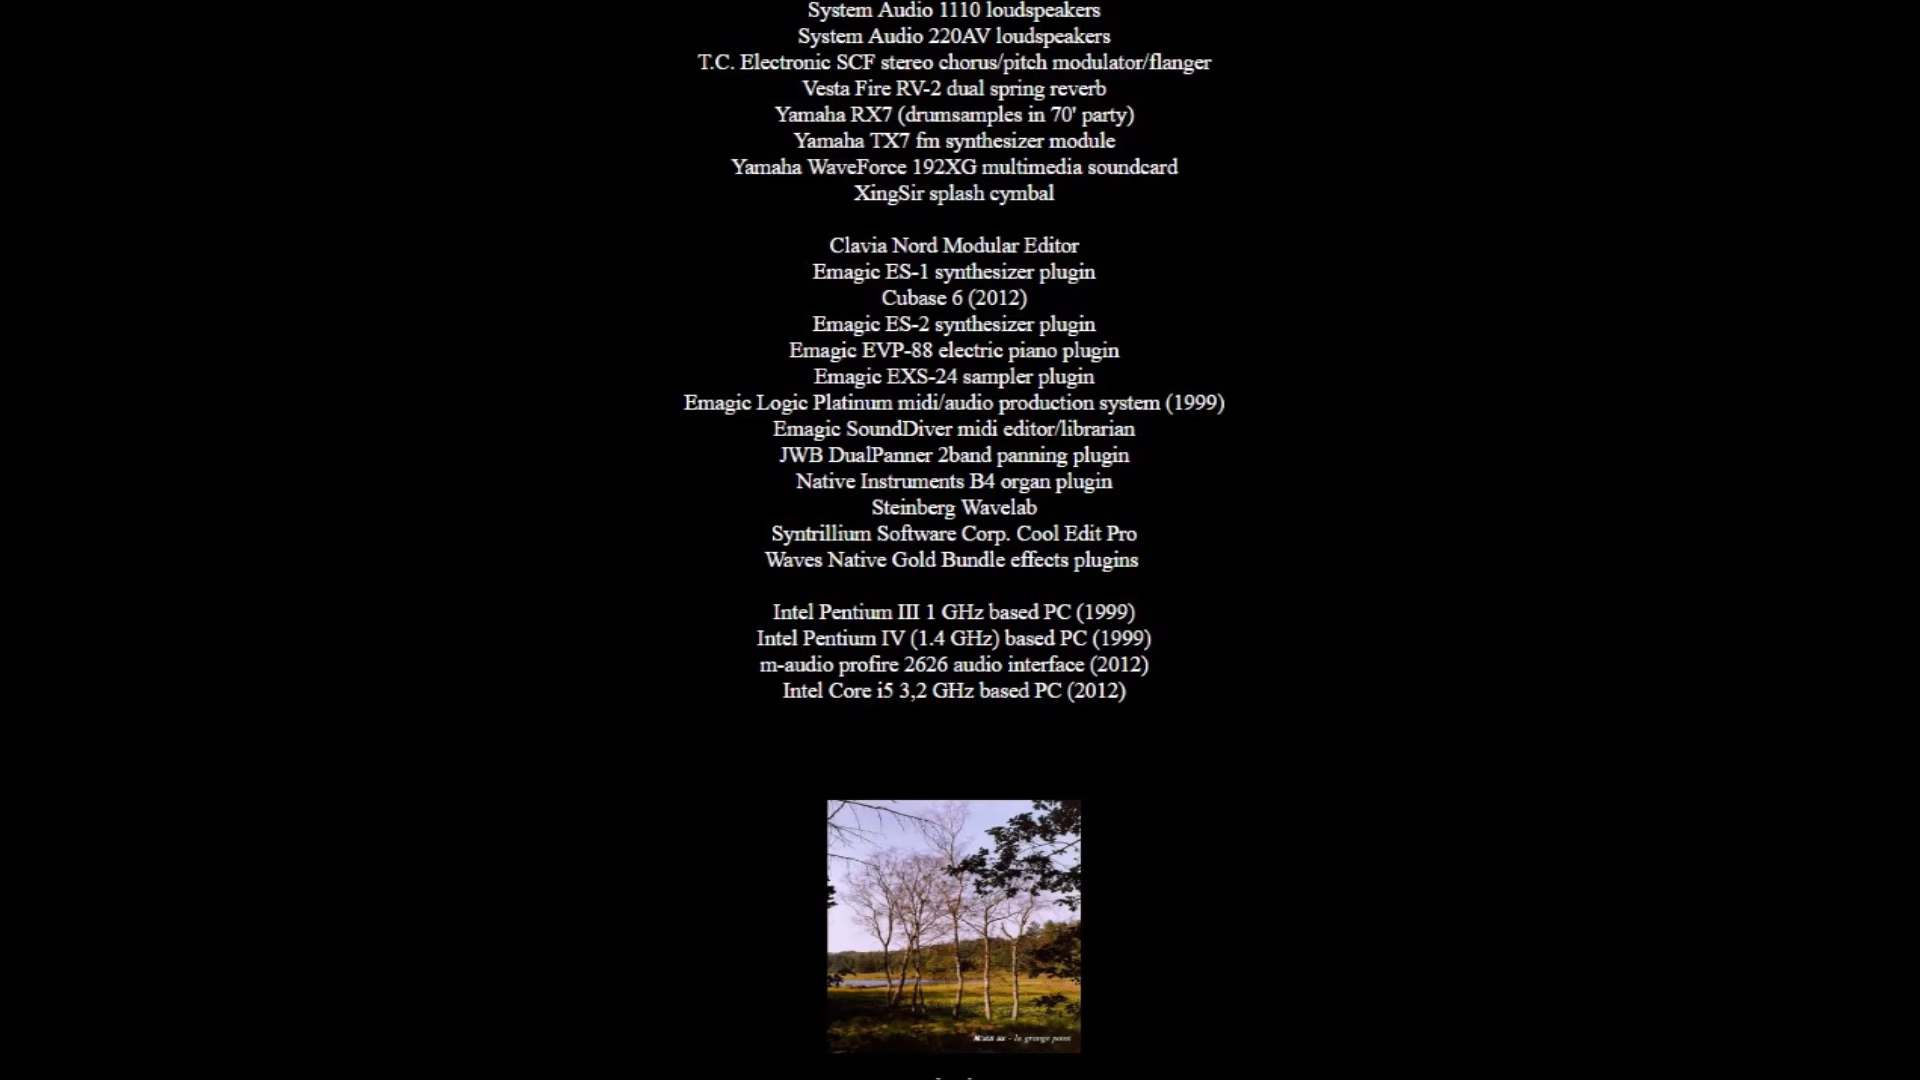 System Audio 1110 loudspeakers
System Audio 220AV loudspeakers
T.C. Electronic SCF stereo chorus/pitch modulator/flanger
Vesta Fire RV-2 dual spring reverb
Yamaha RX7 (drumsamples in 70' party)
Yamaha TX7 fm synthesizer module
Yamaha WaveForce 192XG multimedia soundcard
XingSir splash cymbal
Clavia Nord Modular Editor
Emagic ES-1 synthesizer plugin
Cubase 6 (2012)
Emagic ES-2 synthesizer plugin
Emagic EVP-88 electric piano plugin
Emagic EXS-24 sampler plugin
Emagic Logic Platinum midi/audio production system (1999)
Emagic SoundDiver midi editor/librarian
JWB DualPanner 2band panning plugin
Native Instruments B4 organ plugin
Steinberg Wavelab
Syntrillium Software Corp. Cool Edit Pro
Waves Native Gold Bundle effects plugins
Intel Pentium III 1 GHz based PC (1999)
Intel Pentium IV (1.4 GHz) based PC (1999)
m-audio profire 2626 audio interface (2012)
Intel Core i5 3,2 GHz based PC (2012)
- la grange point